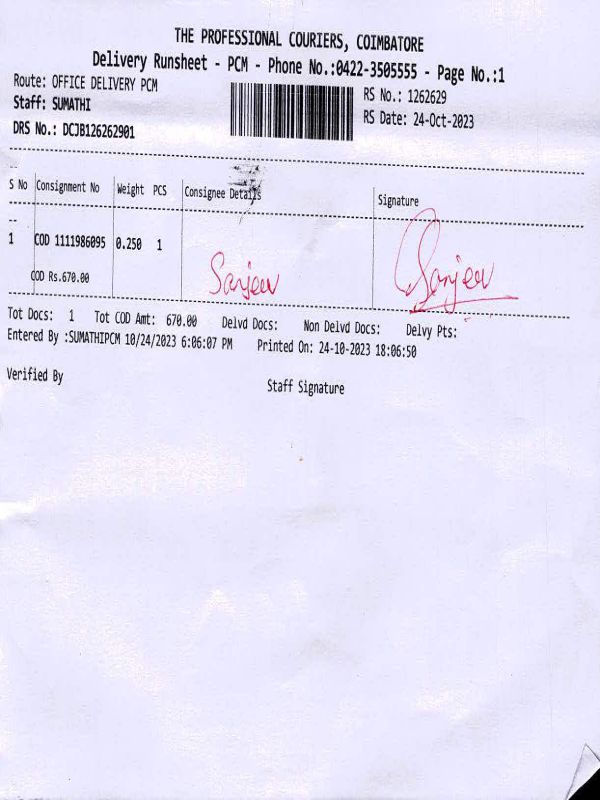 THE PROFESSIONAL COURIERS, COIMBATORE
Delivery Runsheet - PCM - Phone No.:0422-3505555 - Page No.:1
Route: OFFICE DELIVERY PCM
RS No.: 1262629
Staff: SUMATHI
RS Date: 24-Oct-2023
DRS No.: DCJB126262901
S No Consignment No Weight PCS Consignee Details Signature
1 COD 1111986095 0.250 1
COD Rs.670.00 Sanjeev Sanjeev
Tot Docs: 1 Tot COD Amt: 670.00 Delvd Docs: Non Delvd Docs: Delvy Pts:
Entered By :SUMATHIPCM 10/24/2023 6:06:07 PM Printed On: 24-10-2023 18:06:50
Verified By Staff Signature